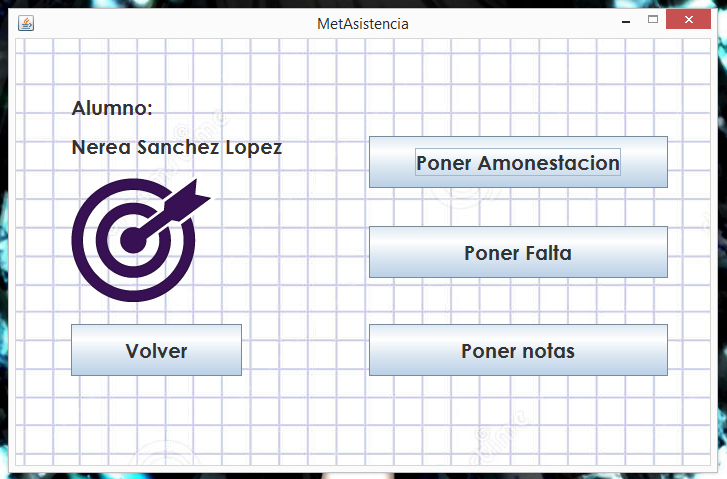 MetAsistencia
Alumno:
Nerea Sanchez Lopez
Poner Amonestacion
Poner Falta
Volver
Poner notas